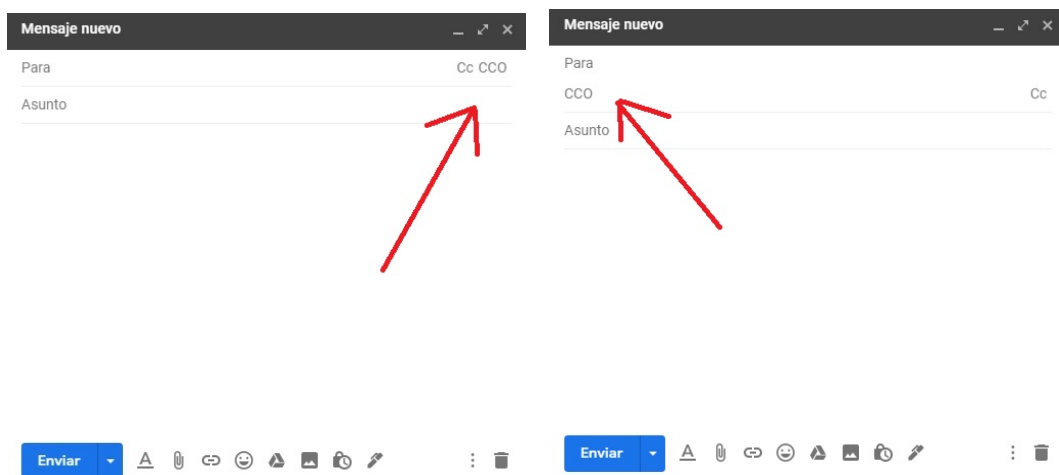 Mensaje nuevo
Para Cc CCO
Asunto
Enviar
Mensaje nuevo
Para
CCO Cc
Asunto
Enviar